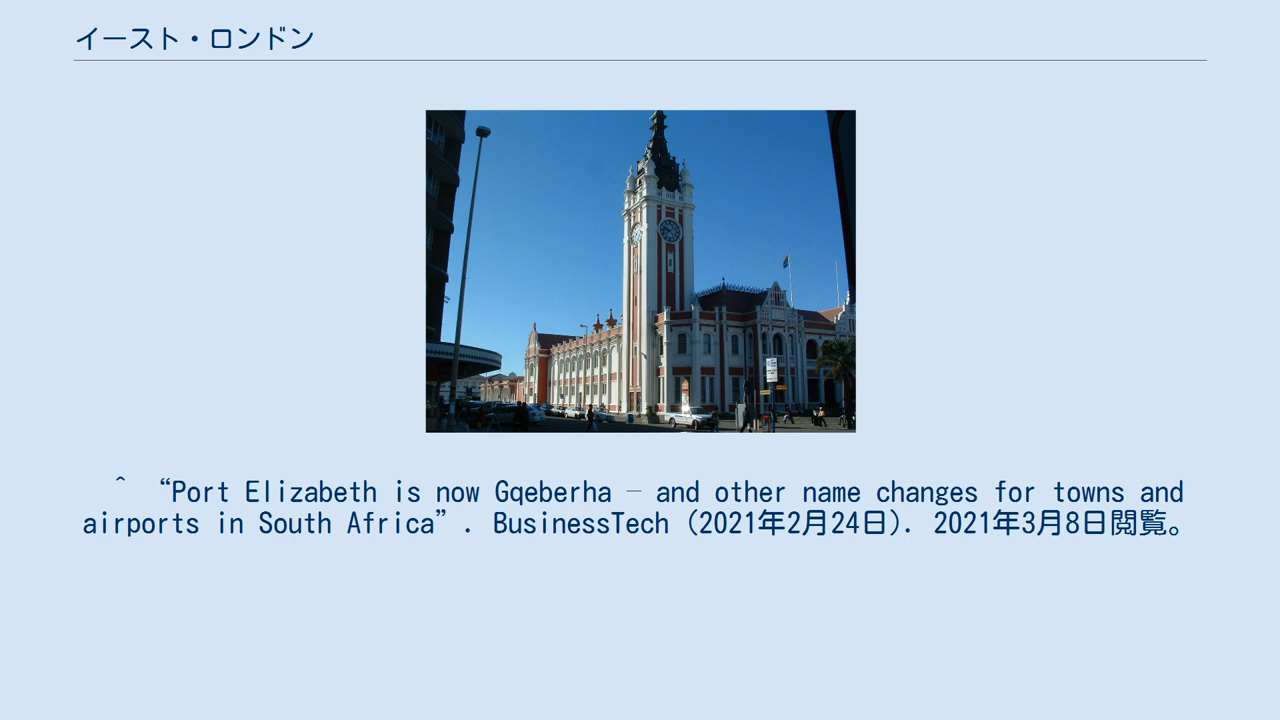 イースト・ロンドン
^ “Port Elizabeth is now Gqeberha – and other name changes for towns and
airports in South Africa”. BusinessTech (2021年2月24日). 2021年3月8日閲覧。